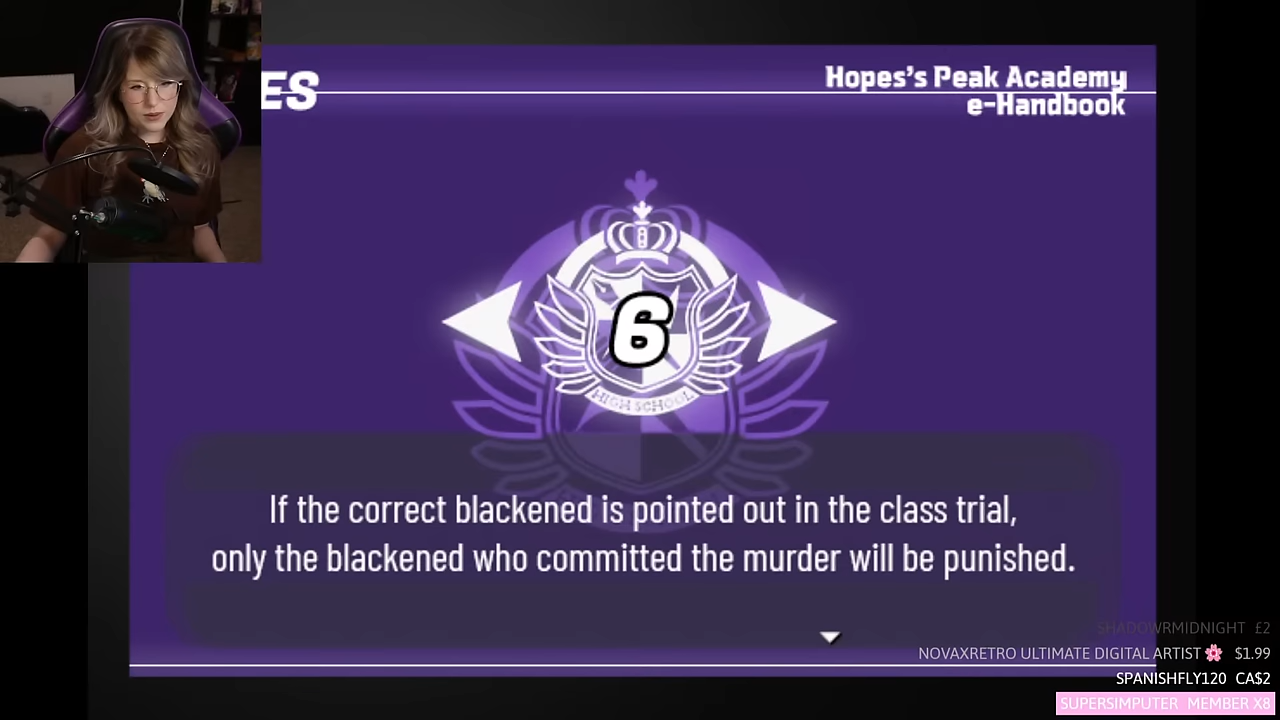 ES
Hopes's Peak Academy
e-Handbook
6
HIGH SCHOOL
If the correct blackened is pointed out in the class trial,
only the blackened who committed the murder will be punished.
SHADOWRMIDNIGHT £2
NOVAXRETRO ULTIMATE DIGITAL ARTIST🌸 $1.99
SPANISHFLY120 CA$2
SUPERSIMPUTER MEMBER X8